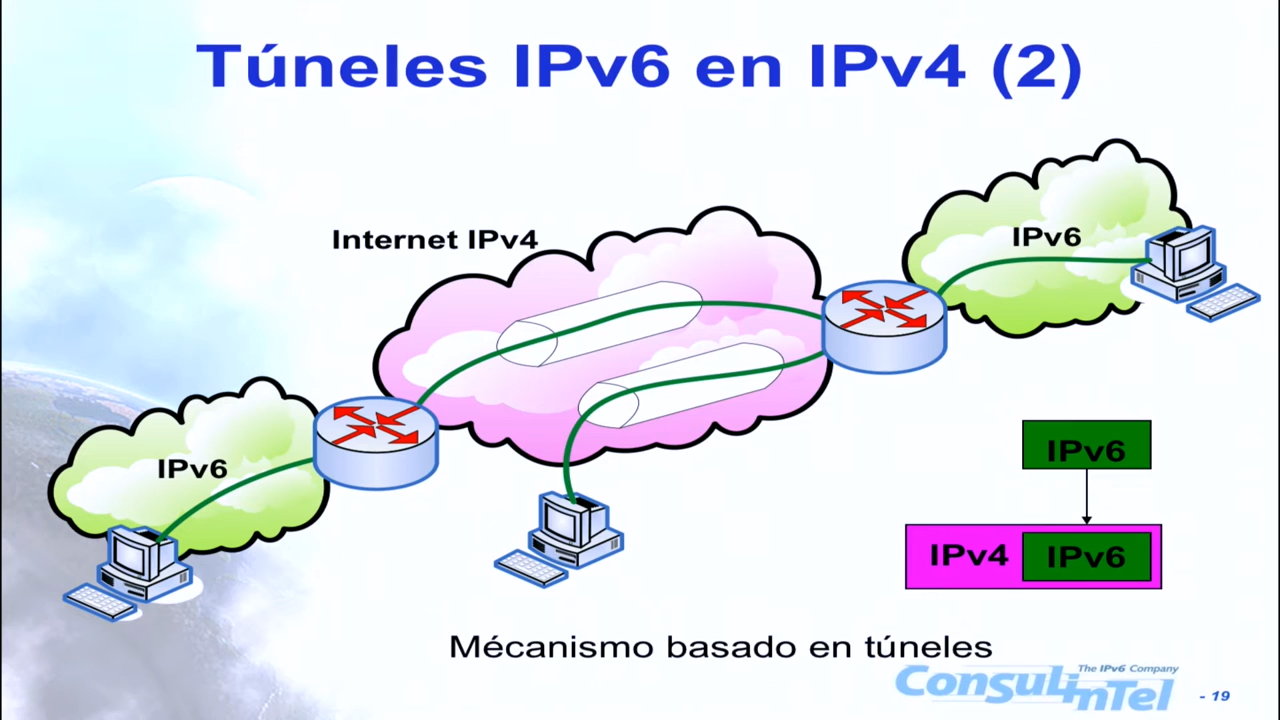 Túneles IPv6 en IPv4 (2)
Internet IPv4
IPv6
IPv6
IPv6
IPv4 IPv6
Mécanismo basado en túneles
The IPv6 Company
Consulintel
- 19